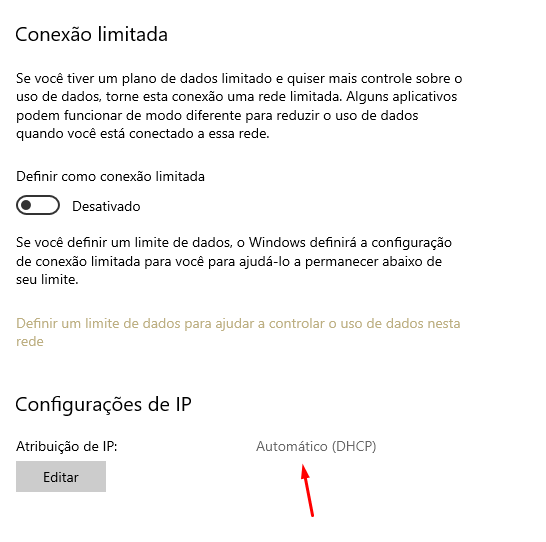 Conexão limitada
Se você tiver um plano de dados limitado e quiser mais controle sobre o
uso de dados, torne esta conexão uma rede limitada. Alguns aplicativos
podem funcionar de modo diferente para reduzir o uso de dados
quando você está conectado a essa rede.
Definir como conexão limitada
Desativado
Se você definir um limite de dados, o Windows definirá a configuração
de conexão limitada para você para ajudá-lo a permanecer abaixo de
seu limite.
Definir um limite de dados para ajudar a controlar o uso de dados nesta
rede
Configurações de IP
Atribuição de IP: Automático (DHCP)
Editar